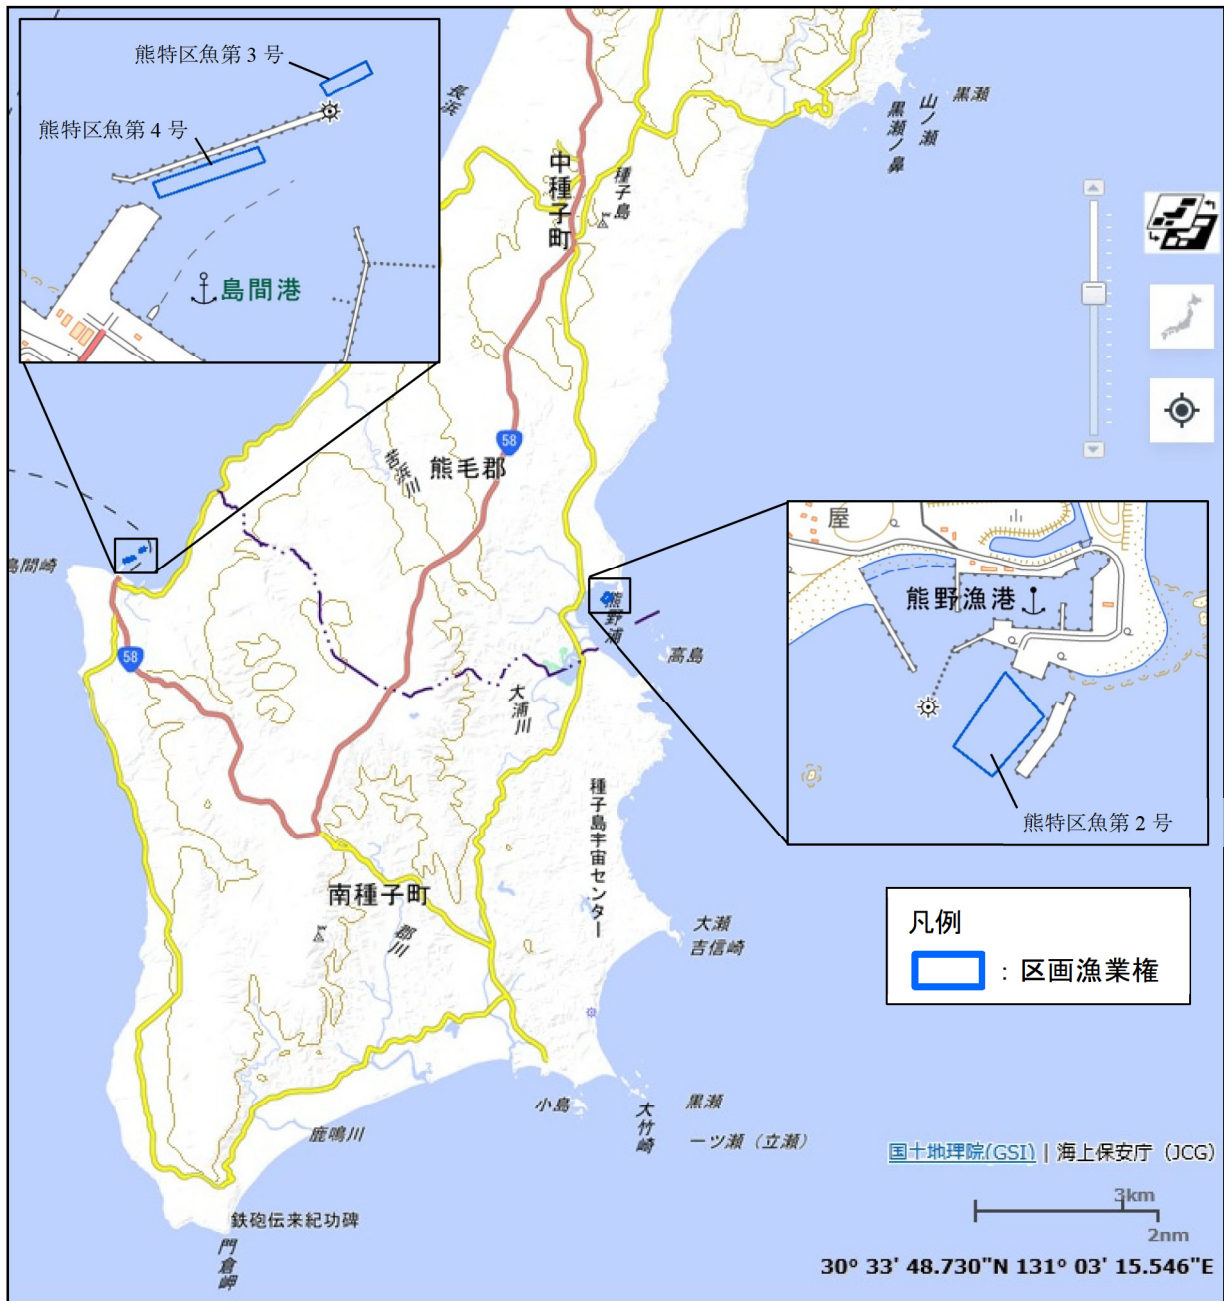 熊特区魚第3号
熊特区魚第4号
島間港
長浜
中種子町
種子島
黒瀬ノ鼻
山ノ瀬
黒瀬
58
苦浜川
熊毛郡
島間崎
58
熊野浦
高島
大浦川
屋
熊野漁港
熊特区魚第2号
種子島宇宙センター
南種子町
郡川
大瀬
吉信崎
凡例
：区画漁業権
小島
大竹崎
黒瀬
一ツ瀬（立瀬）
鹿鳴川
鉄砲伝来紀功碑
門倉岬
国土地理院(GSI) | 海上保安庁 (JCG)
3km
2nm
30° 33' 48.730"N 131° 03' 15.546"E